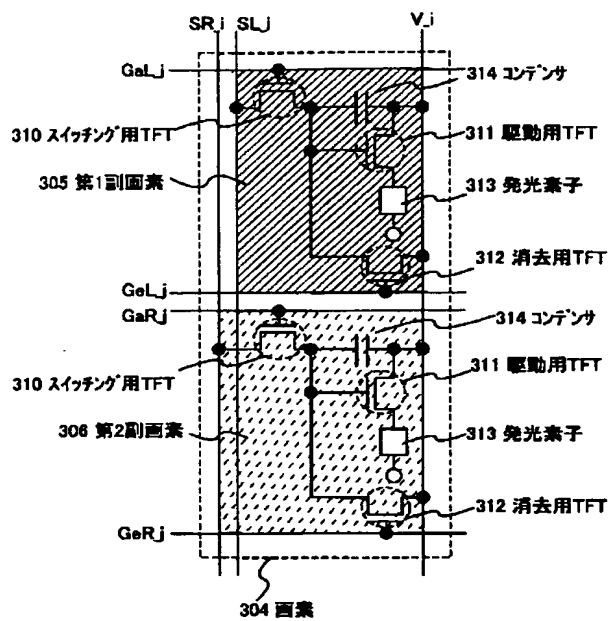 SR_i SL_j V_i
GaL_j
314 コンデンサ
310 スイッチング用TFT
311 駆動用TFT
305 第1副画素
313 発光素子
312 消去用TFT
GeL_j
GaR_j
314 コンデンサ
310 スイッチング用TFT
311 駆動用TFT
306 第2副画素
313 発光素子
312 消去用TFT
GeR_j
304 画素